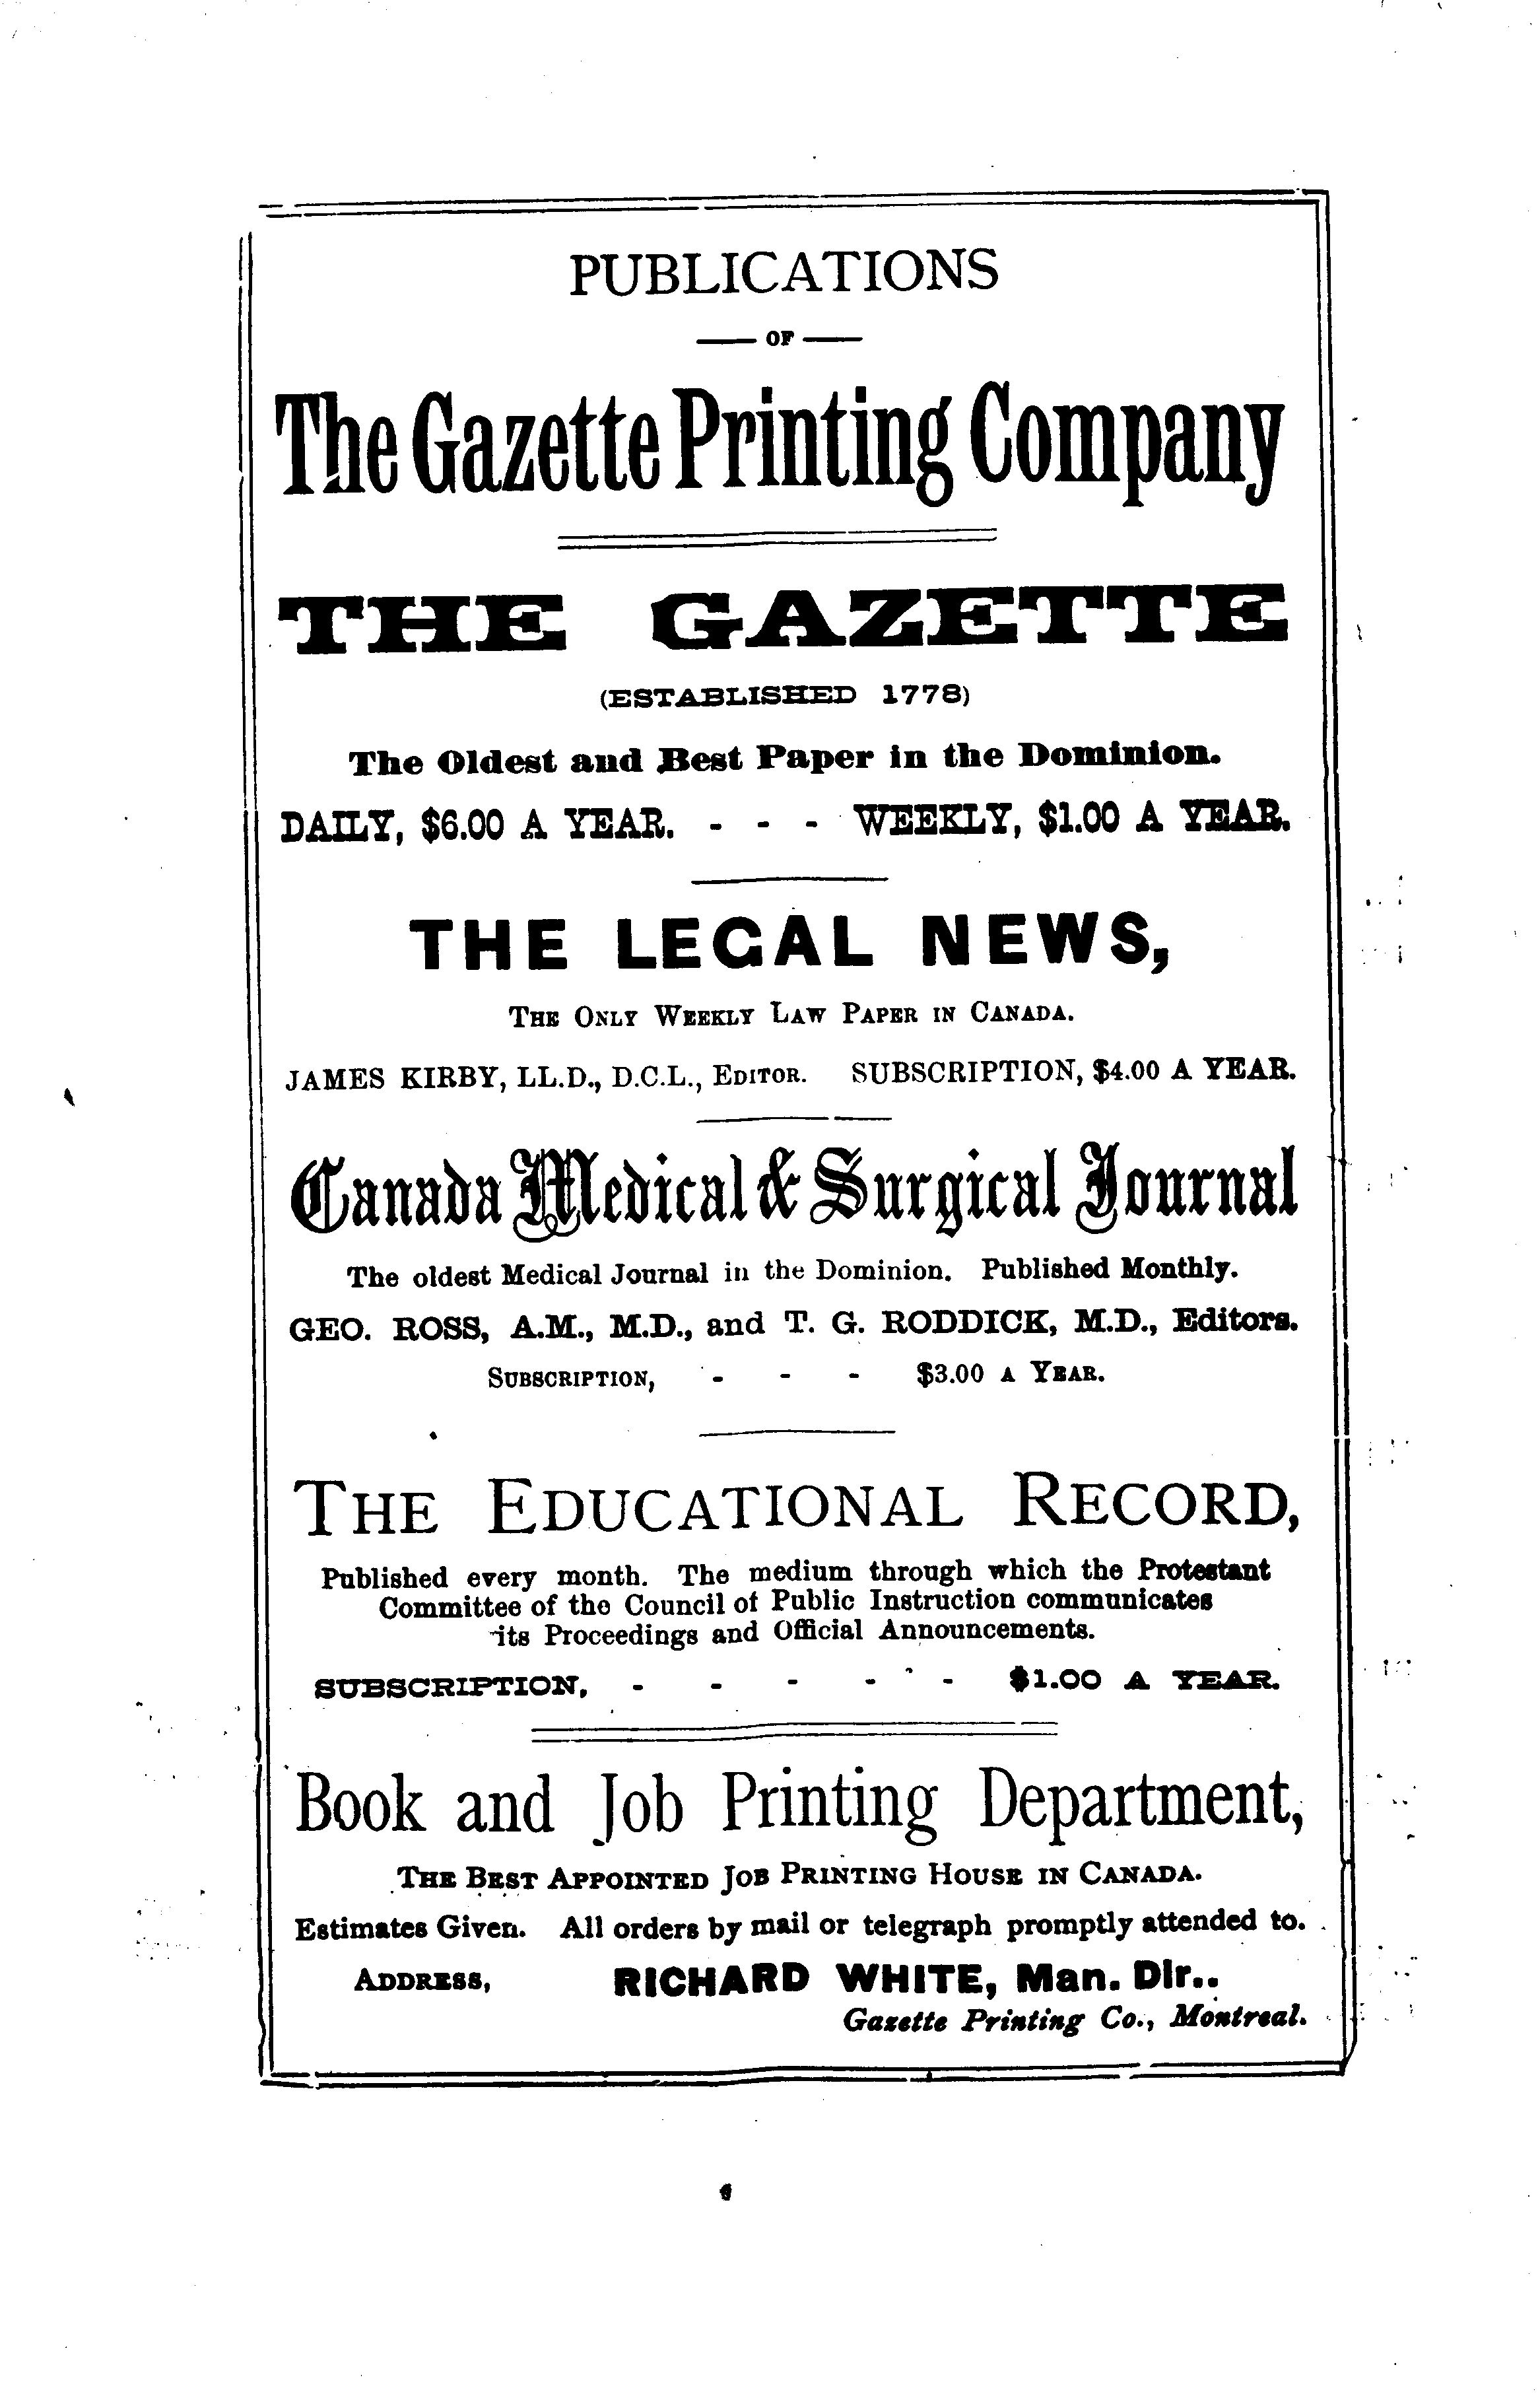 PUBLICATIONS
— OF —
The Gazette Printing Company
THE GAZETTE
(ESTABLISHED 1778)
The Oldest and Best Paper in the Dominion.
DAILY, $6.00 A YEAR. - - - WEEKLY, $1.00 A YEAR.
THE LEGAL NEWS,
THE ONLY WEEKLY LAW PAPER IN CANADA.
JAMES KIRBY, LL.D., D.C.L., EDITOR. SUBSCRIPTION, $4.00 A YEAR.
Canada Medical & Surgical Journal
The oldest Medical Journal in the Dominion. Published Monthly.
GEO. ROSS, A.M., M.D., and T. G. RODDICK, M.D., Editors.
SUBSCRIPTION, - - - $3.00 A YEAR.
THE EDUCATIONAL RECORD,
Published every month. The medium through which the Protestant
Committee of the Council of Public Instruction communicates
its Proceedings and Official Announcements.
SUBSCRIPTION, - - - - - $1.00 A YEAR.
Book and Job Printing Department,
THE BEST APPOINTED JOB PRINTING HOUSE IN CANADA.
Estimates Given. All orders by mail or telegraph promptly attended to.
ADDRESS, RICHARD WHITE, Man. Dir..
Gazette Printing Co., Montreal.